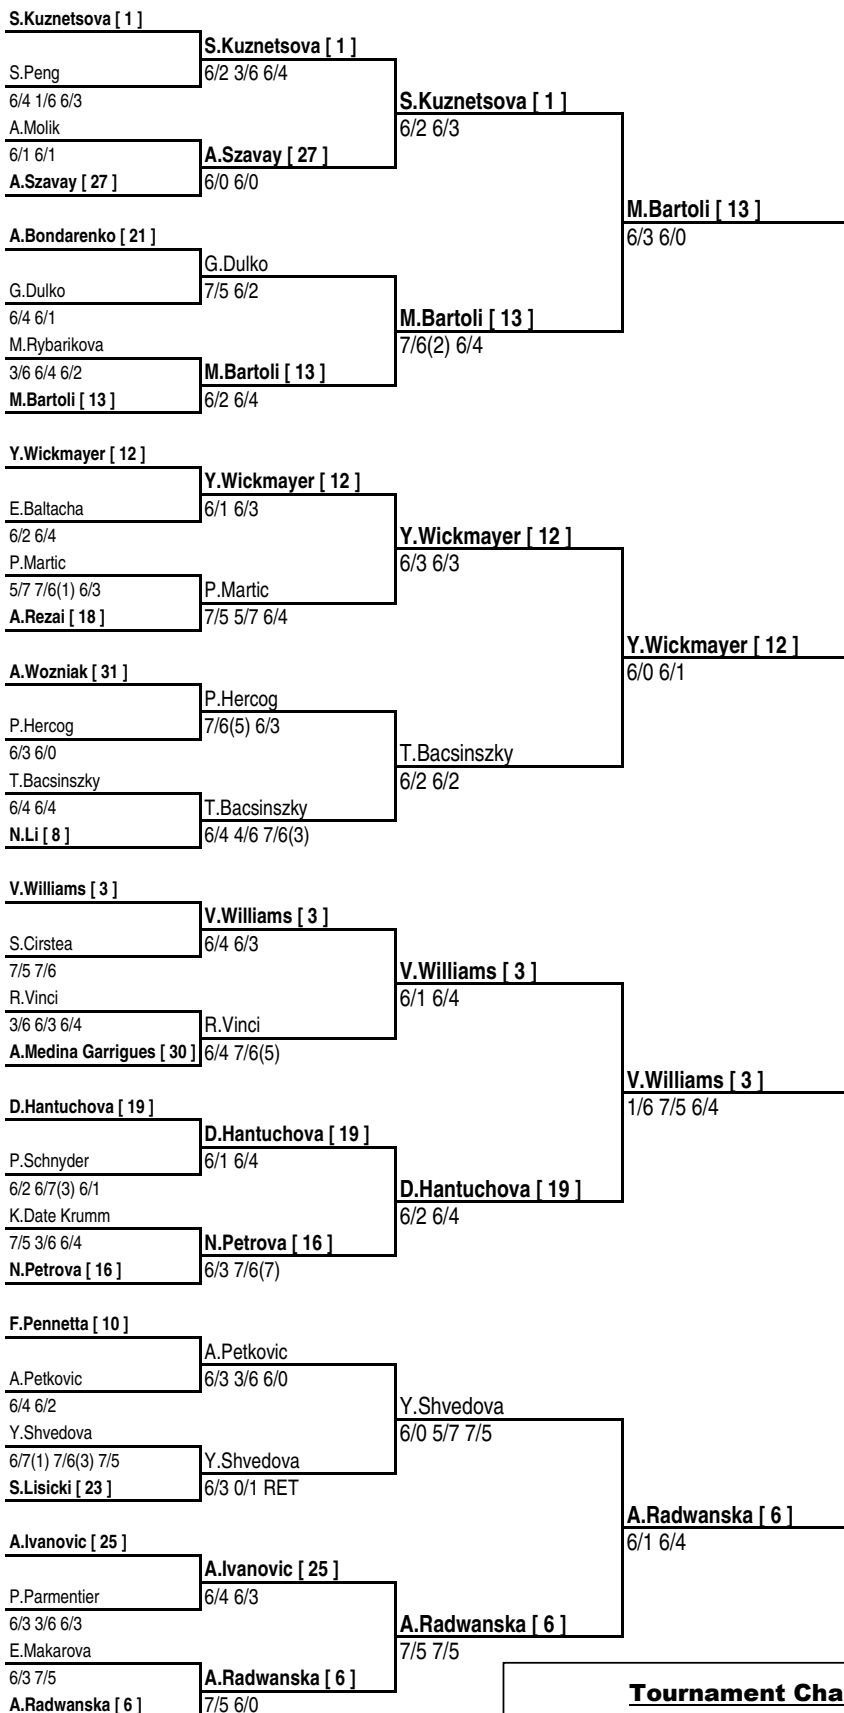 S.Kuznetsova [ 1 ]
S.Kuznetsova [ 1 ]
S.Peng
6/2 3/6 6/4
6/4 1/6 6/3
S.Kuznetsova [ 1 ]
A.Molik
6/2 6/3
6/1 6/1
A.Szavay [ 27 ]
A.Szavay [ 27 ]
6/0 6/0
M.Bartoli [ 13 ]
A.Bondarenko [ 21 ]
6/3 6/0
G.Dulko
G.Dulko
7/5 6/2
6/4 6/1
M.Bartoli [ 13 ]
M.Rybarikova
7/6(2) 6/4
3/6 6/4 6/2
M.Bartoli [ 13 ]
M.Bartoli [ 13 ]
6/2 6/4
Y.Wickmayer [ 12 ]
Y.Wickmayer [ 12 ]
E.Baltacha
6/1 6/3
6/2 6/4
Y.Wickmayer [ 12 ]
P.Martic
6/3 6/3
5/7 7/6(1) 6/3
P.Martic
A.Rezai [ 18 ]
7/5 5/7 6/4
Y.Wickmayer [ 12 ]
A.Wozniak [ 31 ]
6/0 6/1
P.Hercog
P.Hercog
7/6(5) 6/3
6/3 6/0
T.Bacsinszky
T.Bacsinszky
6/2 6/2
6/4 6/4
T.Bacsinszky
N.Li [ 8 ]
6/4 4/6 7/6(3)
V.Williams [ 3 ]
V.Williams [ 3 ]
S.Cirstea
6/4 6/3
7/5 7/6
V.Williams [ 3 ]
R.Vinci
6/1 6/4
3/6 6/3 6/4
R.Vinci
A.Medina Garrigues [ 30 ]
6/4 7/6(5)
V.Williams [ 3 ]
D.Hantuchova [ 19 ]
1/6 7/5 6/4
D.Hantuchova [ 19 ]
P.Schnyder
6/1 6/4
6/2 6/7(3) 6/1
D.Hantuchova [ 19 ]
K.Date Krumm
6/2 6/4
7/5 3/6 6/4
N.Petrova [ 16 ]
N.Petrova [ 16 ]
6/3 7/6(7)
F.Pennetta [ 10 ]
A.Petkovic
A.Petkovic
6/3 3/6 6/0
6/4 6/2
Y.Shvedova
Y.Shvedova
6/0 5/7 7/5
6/7(1) 7/6(3) 7/5
Y.Shvedova
S.Lisicki [ 23 ]
6/3 0/1 RET
A.Radwanska [ 6 ]
A.Ivanovic [ 25 ]
6/1 6/4
A.Ivanovic [ 25 ]
P.Parmentier
6/4 6/3
6/3 3/6 6/3
A.Radwanska [ 6 ]
E.Makarova
7/5 7/5
6/3 7/5
A.Radwanska [ 6 ]
A.Radwanska [ 6 ]
7/5 6/0
Tournament Cha